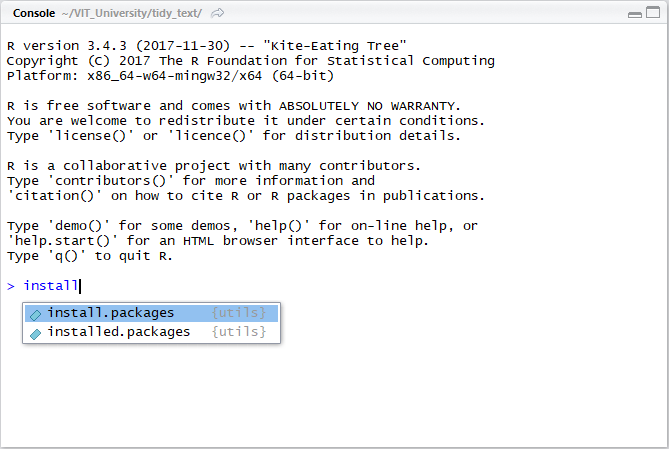 Console ~/VIT_University/tidy_text/
R version 3.4.3 (2017-11-30) -- "Kite-Eating Tree"
Copyright (C) 2017 The R Foundation for Statistical Computing
Platform: x86_64-w64-mingw32/x64 (64-bit)
R is free software and comes with ABSOLUTELY NO WARRANTY.
You are welcome to redistribute it under certain conditions.
Type 'license()' or 'licence()' for distribution details.
R is a collaborative project with many contributors.
Type 'contributors()' for more information and
'citation()' on how to cite R or R packages in publications.
Type 'demo()' for some demos, 'help()' for on-line help, or
'help.start()' for an HTML browser interface to help.
Type 'q()' to quit R.
> install
install.packages {utils}
installed.packages {utils}